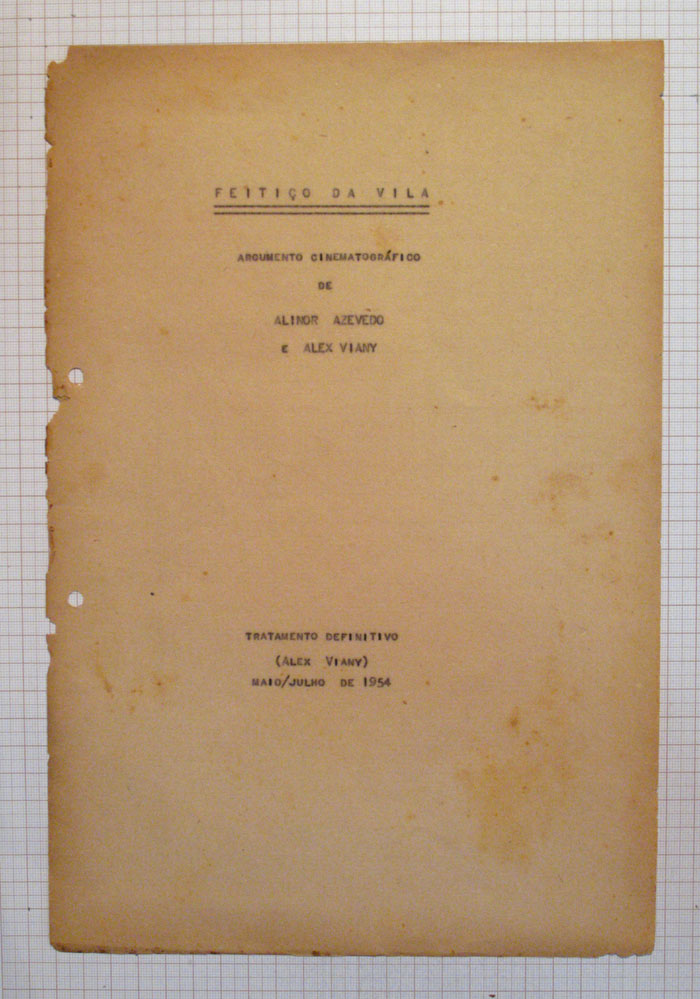 FEITIÇO DA VILA
ARGUMENTO CINEMATOGRÁFICO
DE
ALINOR AZEVEDO
E ALEX VIANY
TRATAMENTO DEFINITIVO
(ALEX VIANY)
MAIO/JULHO DE 1954